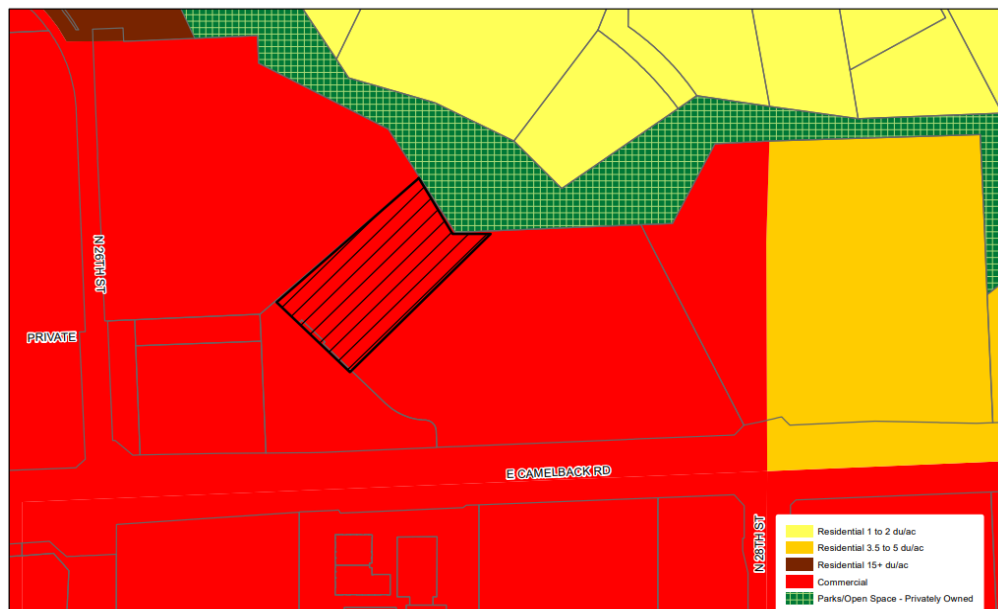 N 26TH ST
PRIVATE
E CAMELBACK RD
N 28TH ST
Residential 1 to 2 du/ac
Residential 3.5 to 5 du/ac
Residential 15+ du/ac
Commercial
Parks/Open Space - Privately Owned